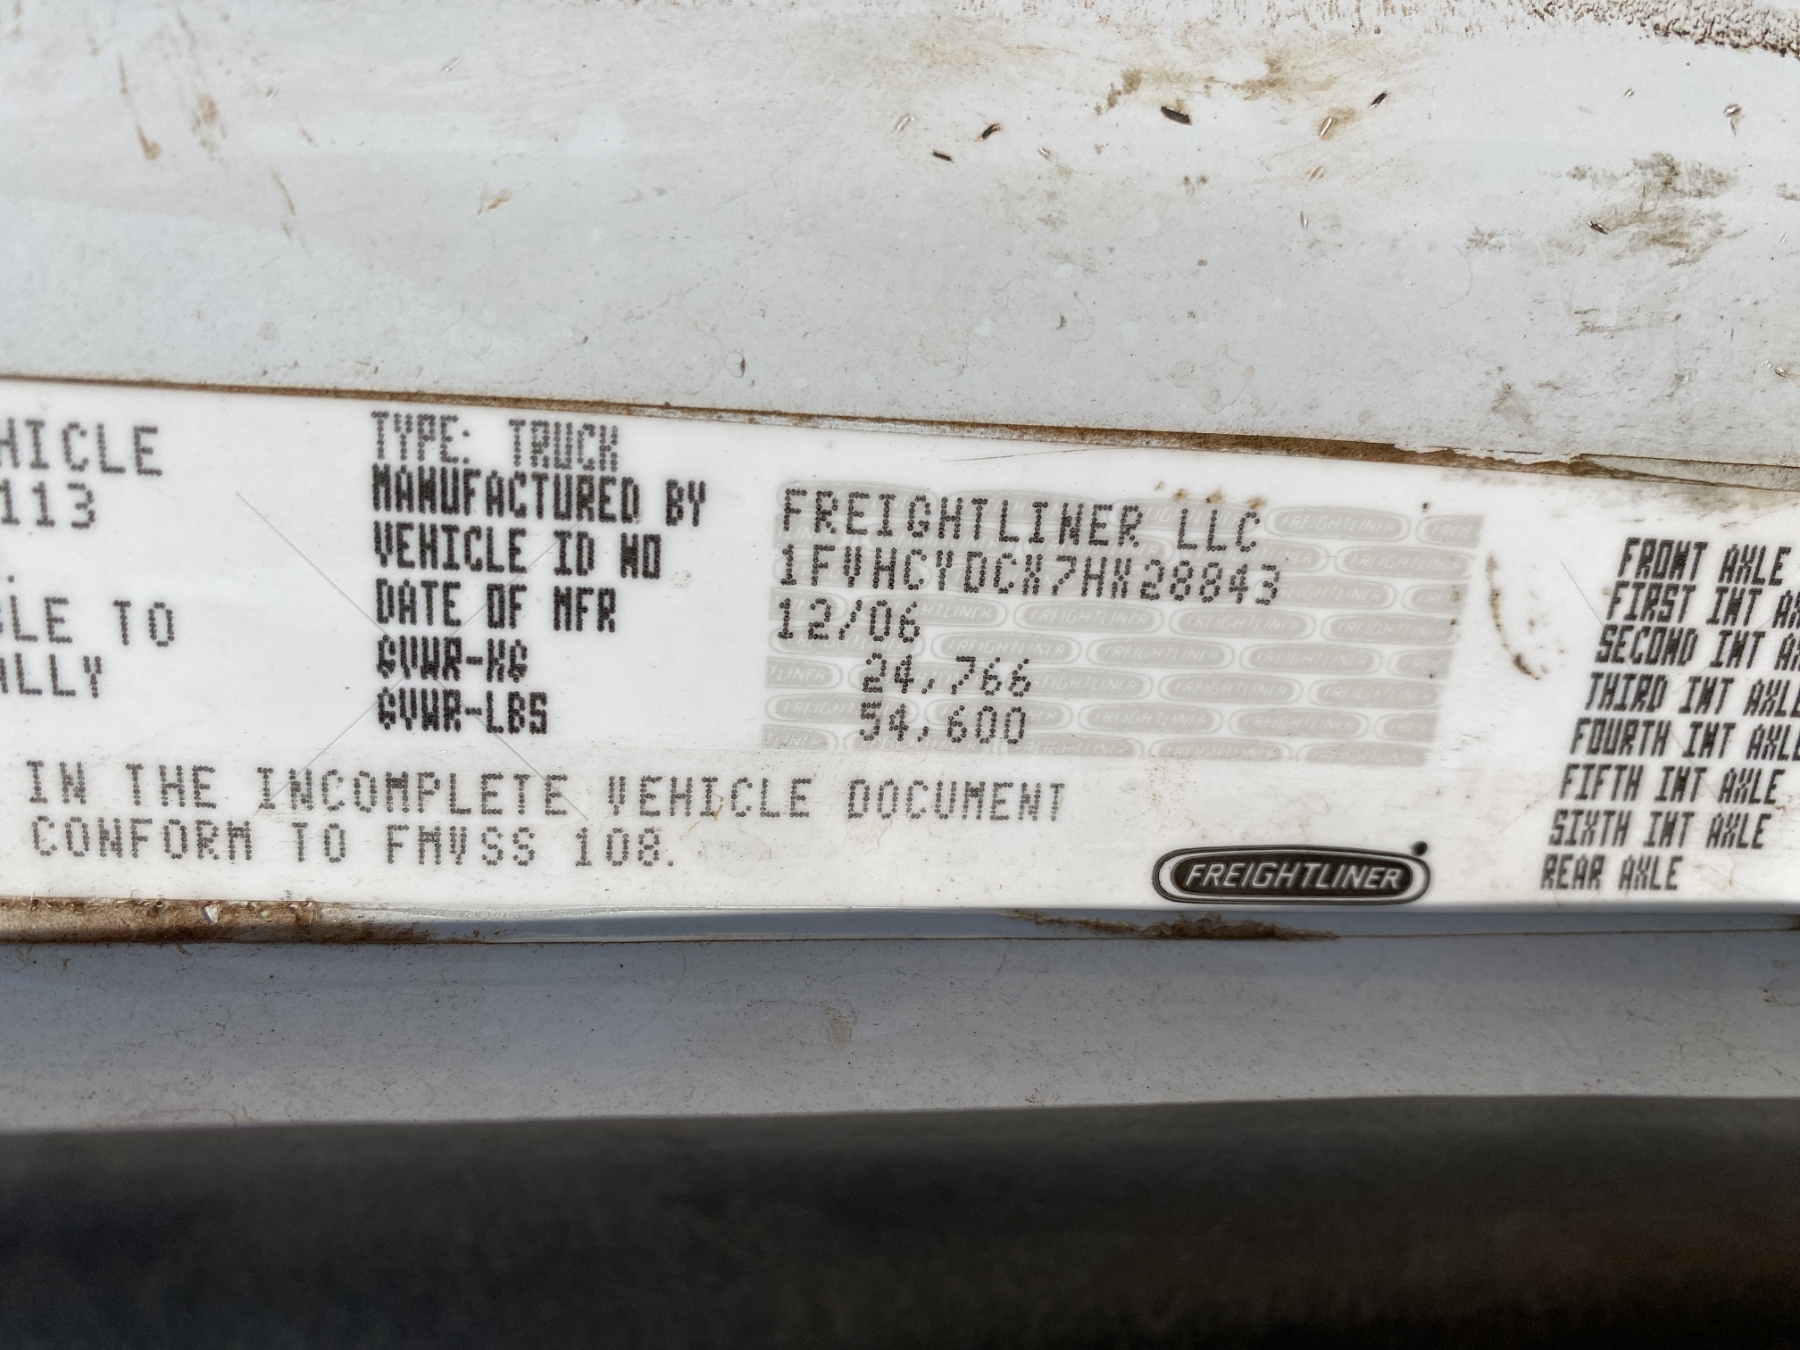 HICLE
113
LE TO
ALLY
TYPE: TRUCK
MANUFACTURED BY FREIGHTLINER LLC
VEHICLE ID NO 1FVHCYDCX7HX28843
DATE OF MFR 12/06
GVWR-KG 24,766
GVWR-LBS 54,600
IN THE INCOMPLETE VEHICLE DOCUMENT
CONFORM TO FMVSS 108.
FREIGHTLINER
FRONT AXLE
FIRST INT AX
SECOND INT AX
THIRD INT AXLE
FOURTH INT AXLE
FIFTH INT AXLE
SIXTH INT AXLE
REAR AXLE